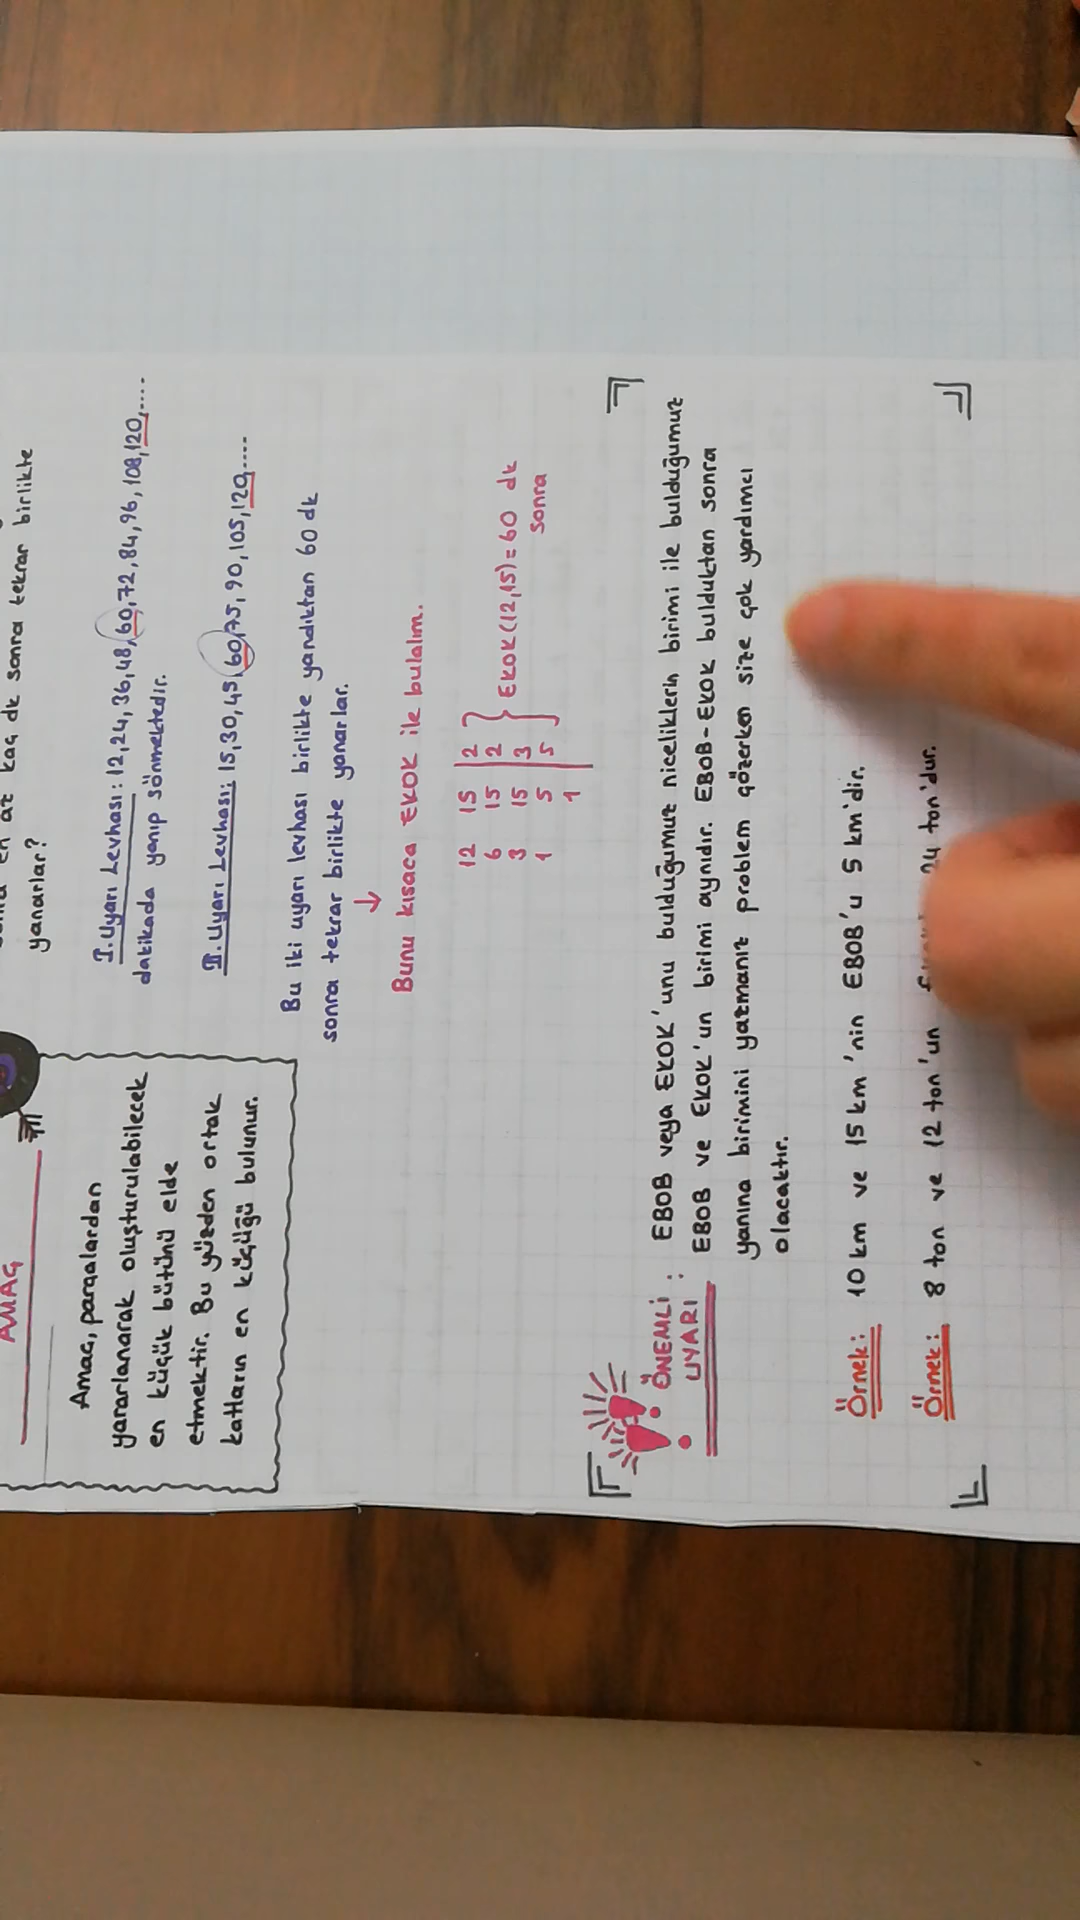 AMAÇ
Amaç, parçalardan
yararlanarak oluşturulabilecek
en küçük bütünü elde
etmektir. Bu yüzden ortak
katların en küçüğü bulunur.
kaç dk sonra tekrar birlikte
yanarlar?
I. Uyarı Levhası: 12, 24, 36, 48, 60, 72, 84, 96, 108, 120, ....
dakikada yanıp sönmektedir.
II. Uyarı Levhası: 15, 30, 45, 60, 75, 90, 105, 120, ....
Bu iki uyarı levhası birlikte yandıktan 60 dk
sonra tekrar birlikte yanarlar.
↓
Bunu kısaca EKOK ile bulalım.
12 15 | 2
6 15 | 2
3 15 | 3
1 5 | 5
1
} EKOK(12,15) = 60 dk
sonra
!! ÖNEMLİ UYARI : EBOB veya EKOK'unu bulduğumuz niceliklerin birimi ile bulduğumuz
EBOB ve EKOK'un birimi aynıdır. EBOB-EKOK bulduktan sonra
yanına birimini yazmanız problem çözerken size çok yardımcı
olacaktır.
Örnek: 10 km ve 15 km'nin EBOB'u 5 km'dir.
Örnek: 8 ton ve 12 ton'un 24 ton'dur.